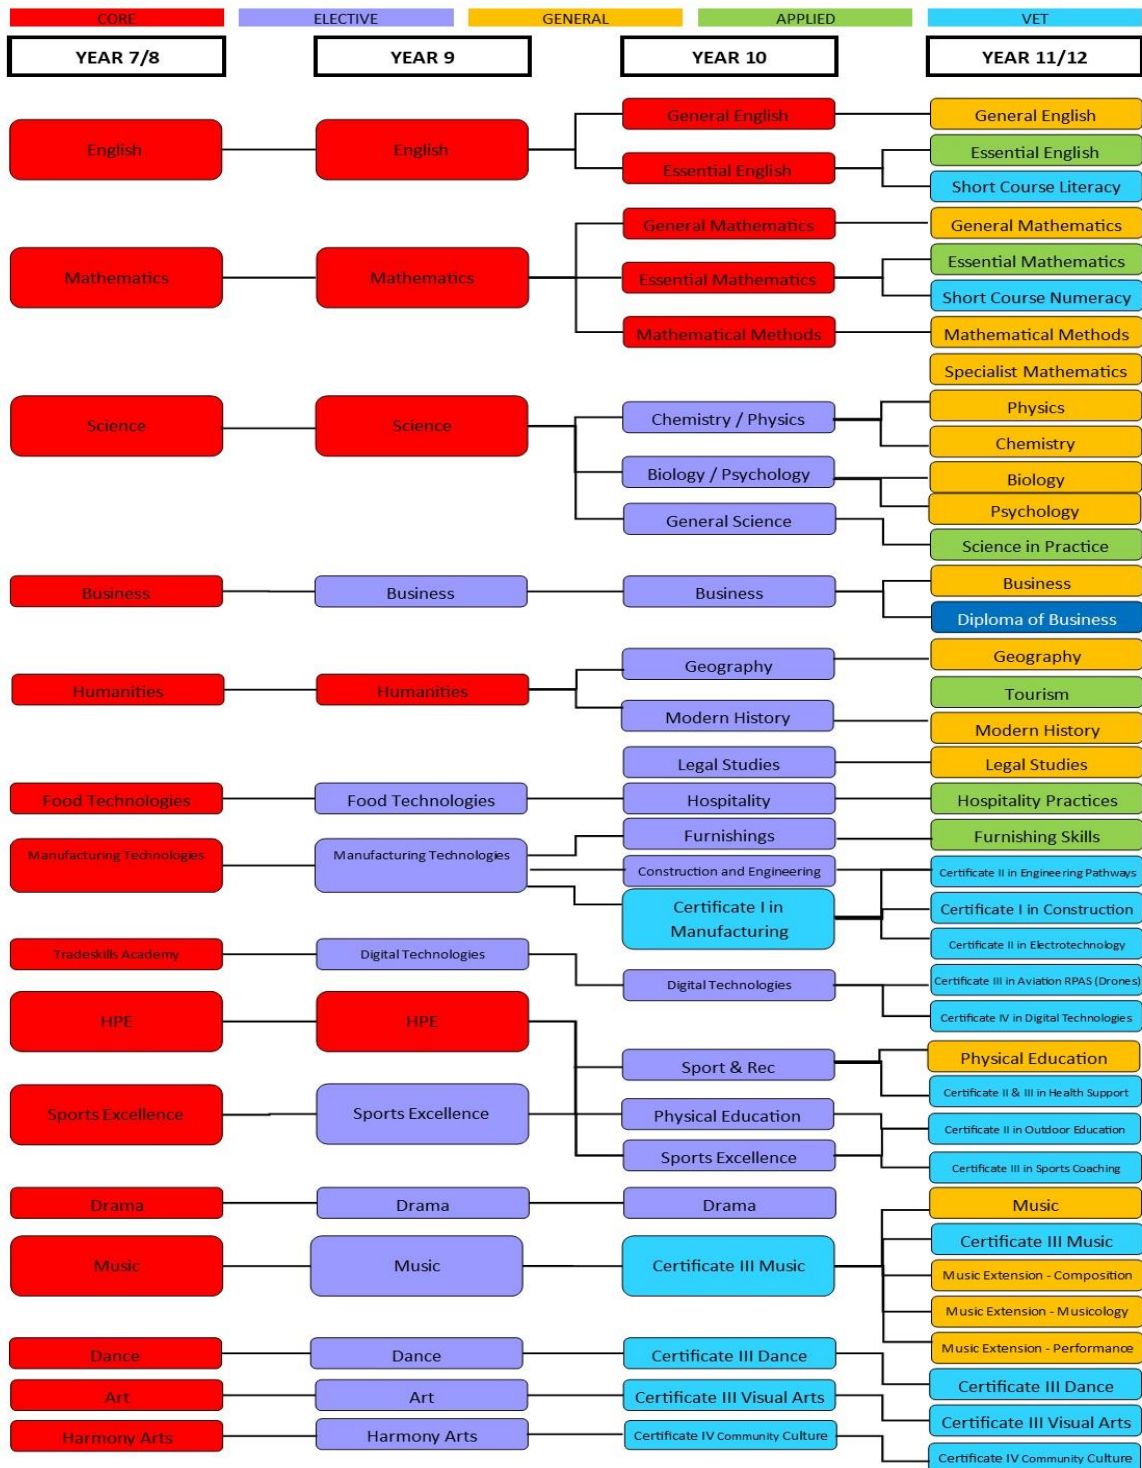 CORE
ELECTIVE
GENERAL
APPLIED
VET
YEAR 7/8
YEAR 9
YEAR 10
YEAR 11/12
English
English
General English
Essential English
General English
Essential English
Short Course Literacy
Mathematics
Mathematics
General Mathematics
Essential Mathematics
Mathematical Methods
General Mathematics
Essential Mathematics
Short Course Numeracy
Mathematical Methods
Specialist Mathematics
Science
Science
Chemistry / Physics
Biology / Psychology
General Science
Physics
Chemistry
Biology
Psychology
Science in Practice
Business
Business
Business
Business
Diploma of Business
Humanities
Humanities
Geography
Modern History
Legal Studies
Geography
Tourism
Modern History
Legal Studies
Food Technologies
Food Technologies
Hospitality
Hospitality Practices
Manufacturing Technologies
Manufacturing Technologies
Furnishings
Construction and Engineering
Certificate I in
Manufacturing
Furnishing Skills
Certificate II in Engineering Pathways
Certificate I in Construction
Certificate II in Electrotechnology
Tradeskills Academy
Digital Technologies
Digital Technologies
Certificate III in Aviation RPAS (Drones)
Certificate IV in Digital Technologies
HPE
HPE
Sport & Rec
Physical Education
Certificate II & III in Health Support
Sports Excellence
Sports Excellence
Physical Education
Sports Excellence
Certificate II in Outdoor Education
Certificate III in Sports Coaching
Drama
Drama
Drama
Music
Music
Certificate III Music
Music
Certificate III Music
Music Extension - Composition
Music Extension - Musicology
Music Extension - Performance
Dance
Dance
Certificate III Dance
Certificate III Dance
Art
Art
Certificate III Visual Arts
Certificate III Visual Arts
Harmony Arts
Harmony Arts
Certificate IV Community Culture
Certificate IV Community Culture